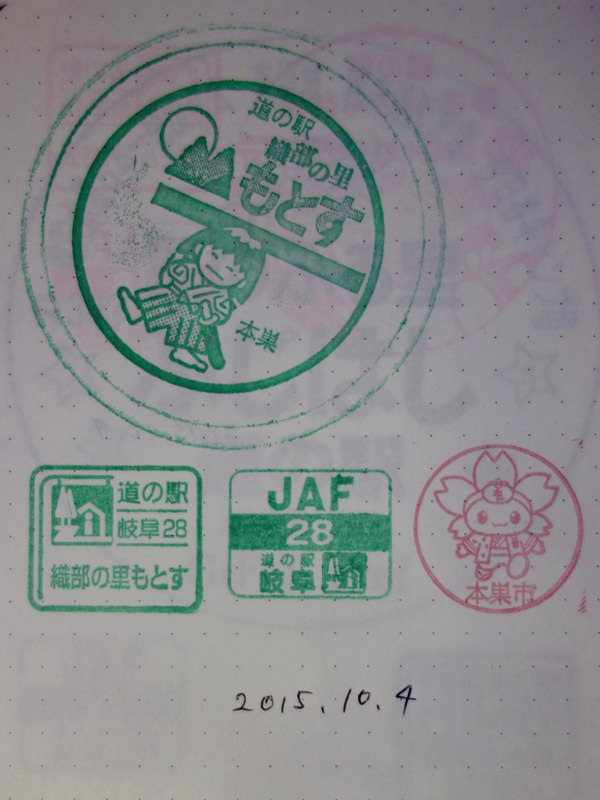 道の駅
織部の里
もとす
本巣
道の駅
岐阜28
織部の里もとす
JAF
28
道の駅
岐阜
本巣市
2015.10.4